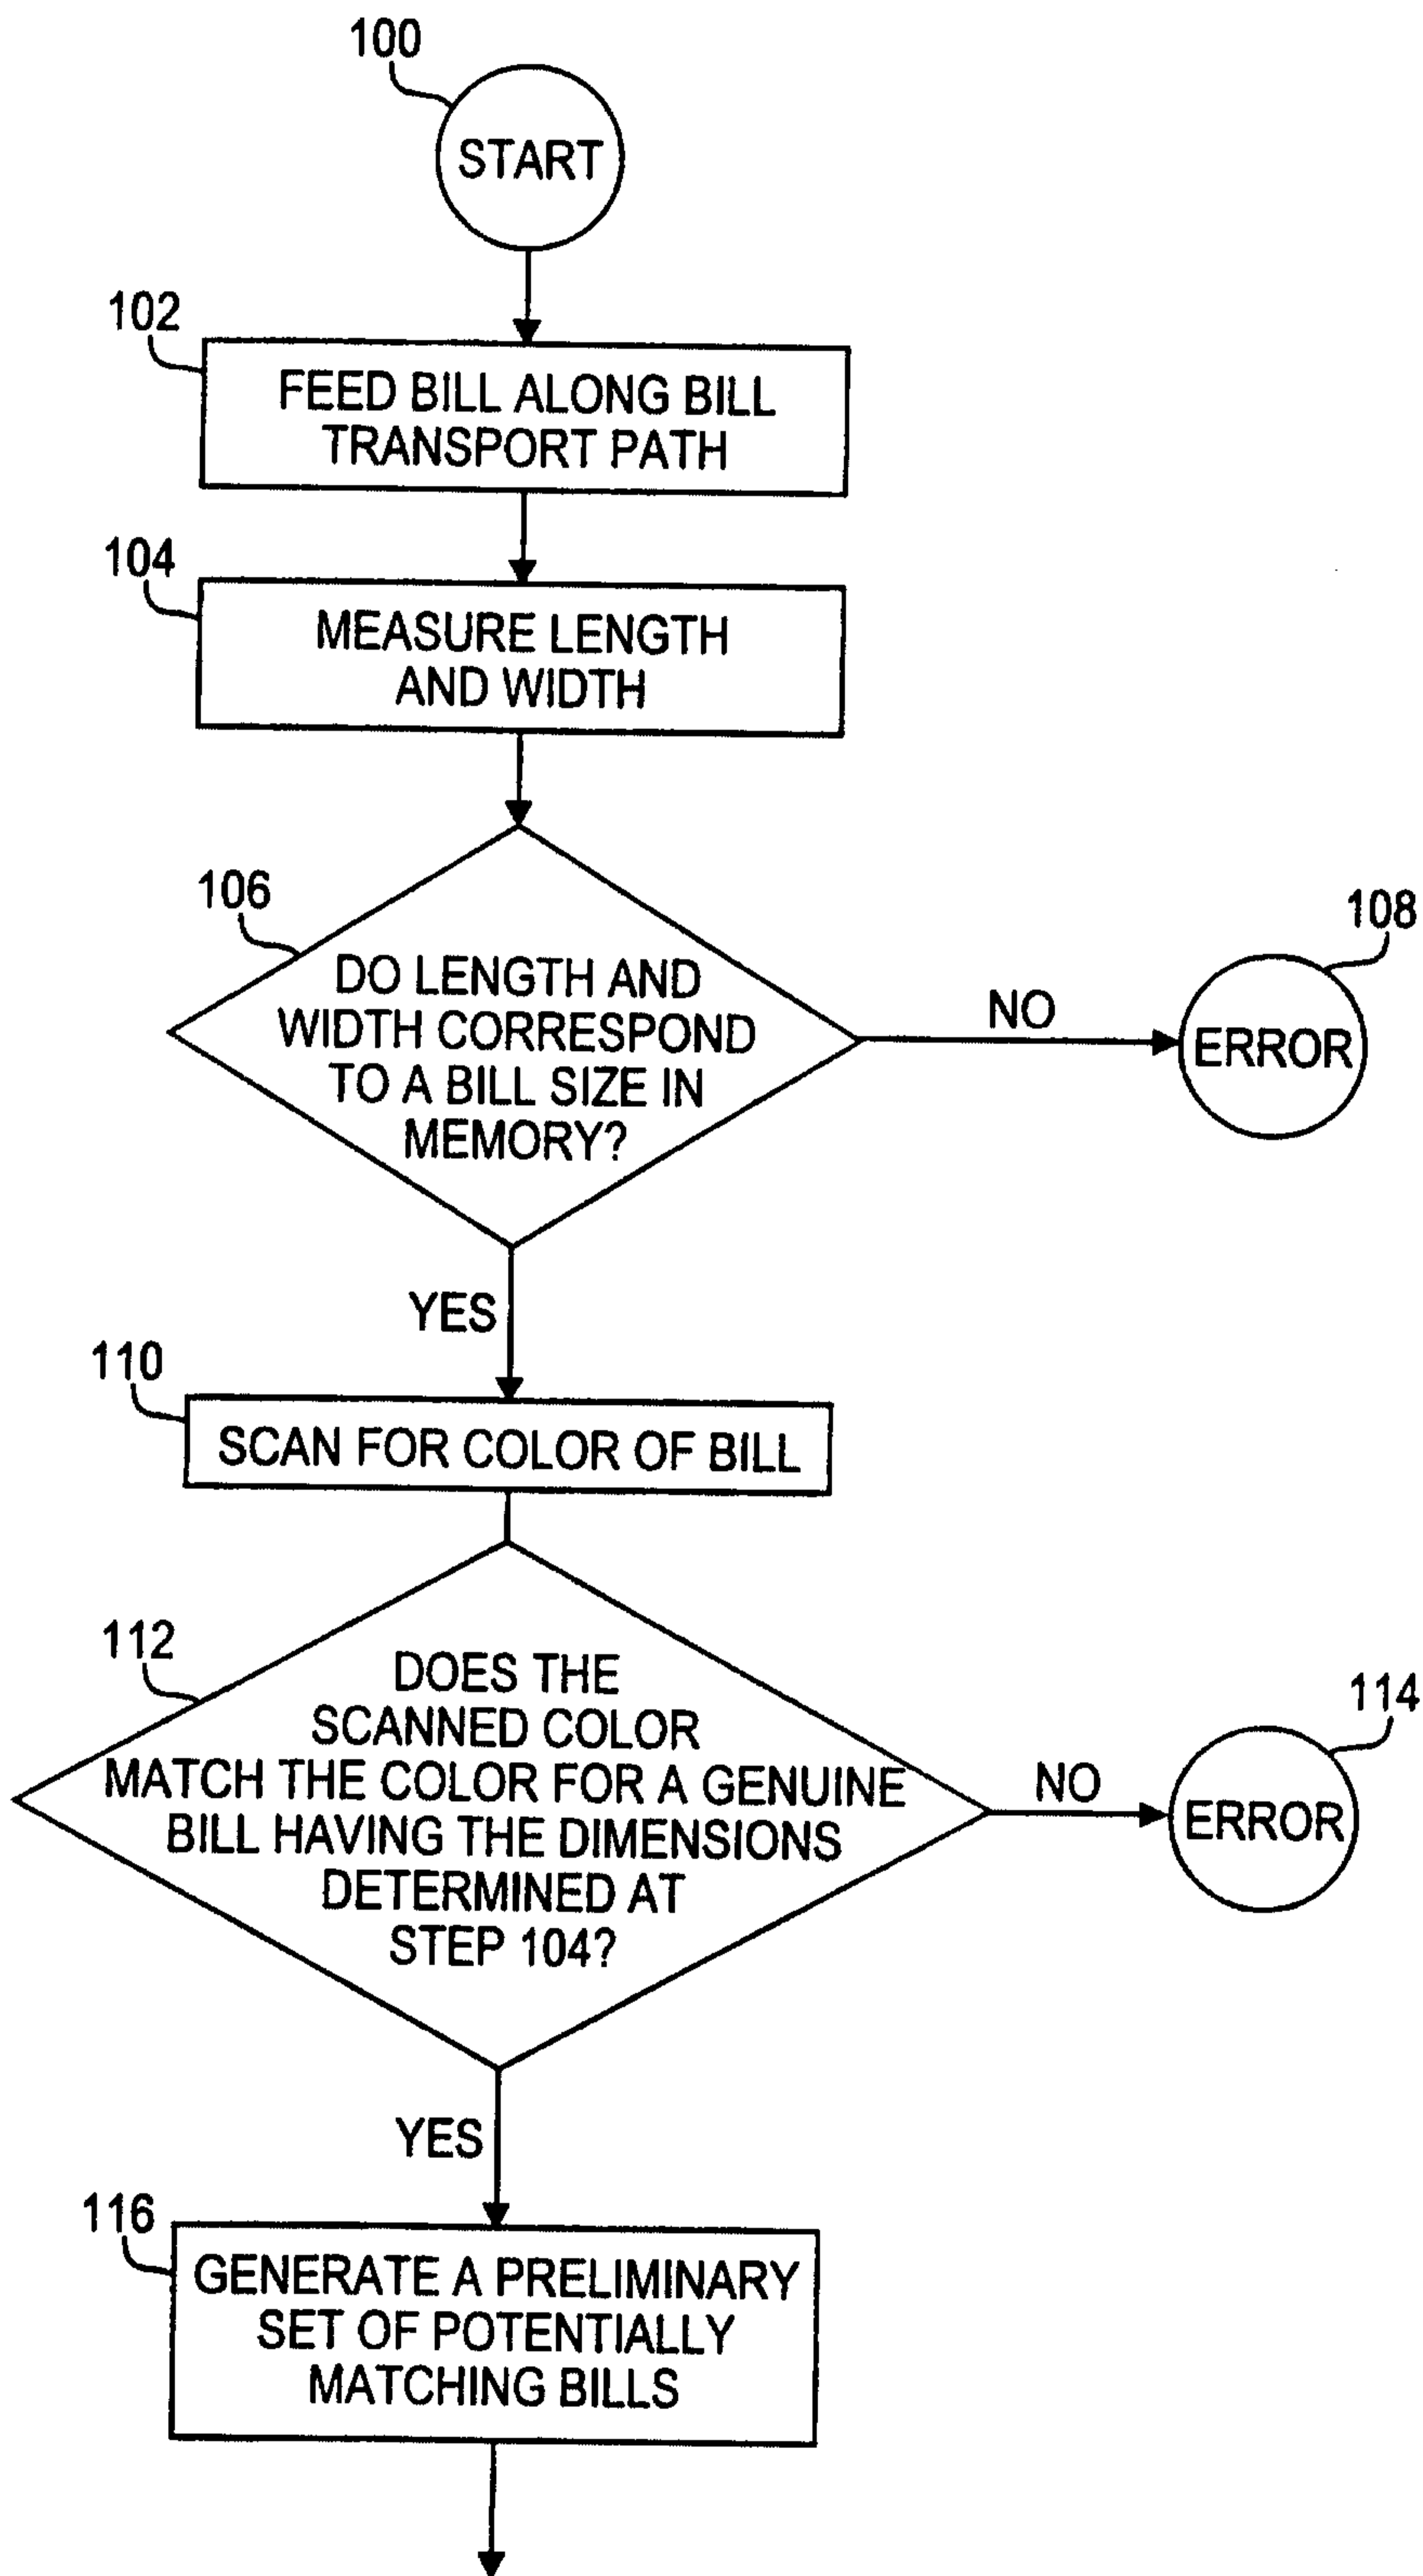 100
START
102
FEED BILL ALONG BILL
TRANSPORT PATH
104
MEASURE LENGTH
AND WIDTH
106
DO LENGTH AND
WIDTH CORRESPOND
TO A BILL SIZE IN
MEMORY?
NO
108
ERROR
YES
110
SCAN FOR COLOR OF BILL
112
DOES THE
SCANNED COLOR
MATCH THE COLOR FOR A GENUINE
BILL HAVING THE DIMENSIONS
DETERMINED AT
STEP 104?
NO
114
ERROR
YES
116
GENERATE A PRELIMINARY
SET OF POTENTIALLY
MATCHING BILLS